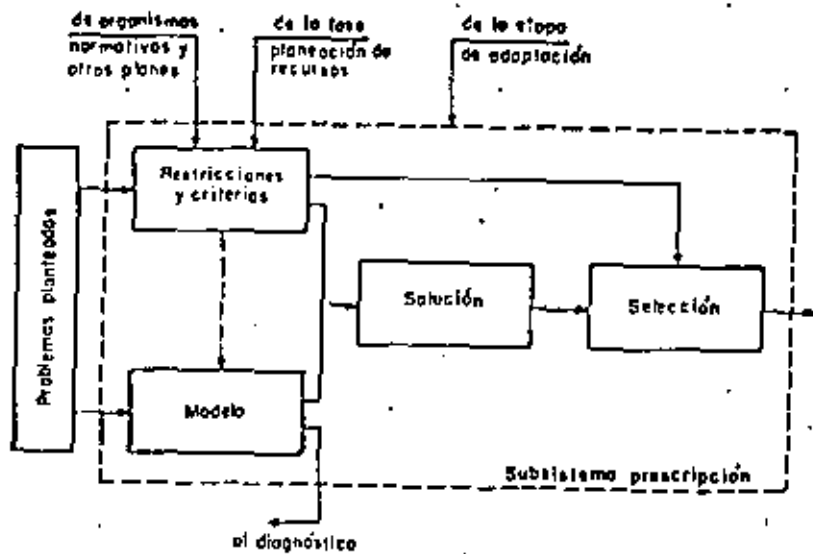 de organismos
normativos y
otros planes
de la fase
planeación de
recursos
de la etapa
de adaptación
Problemas planteados
Restricciones
y criterios
Solución
Selección
Modelo
Subsistema prescripción
al diagnóstico